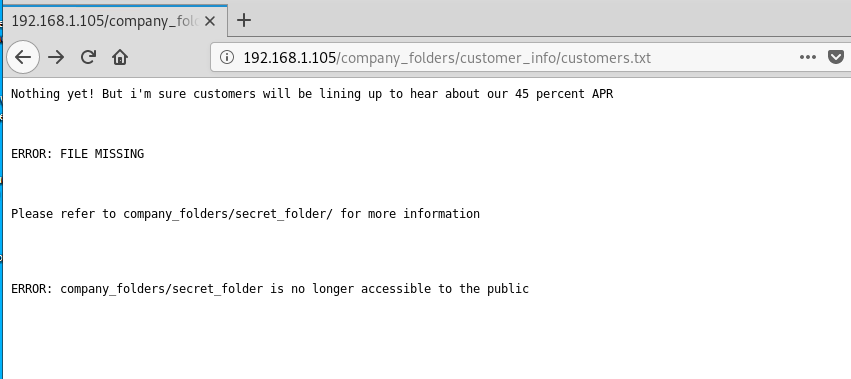 192.168.1.105/company_fol
192.168.1.105/company_folders/customer_info/customers.txt
Nothing yet! But i'm sure customers will be lining up to hear about our 45 percent APR
ERROR: FILE MISSING
Please refer to company_folders/secret_folder/ for more information
ERROR: company_folders/secret_folder is no longer accessible to the public